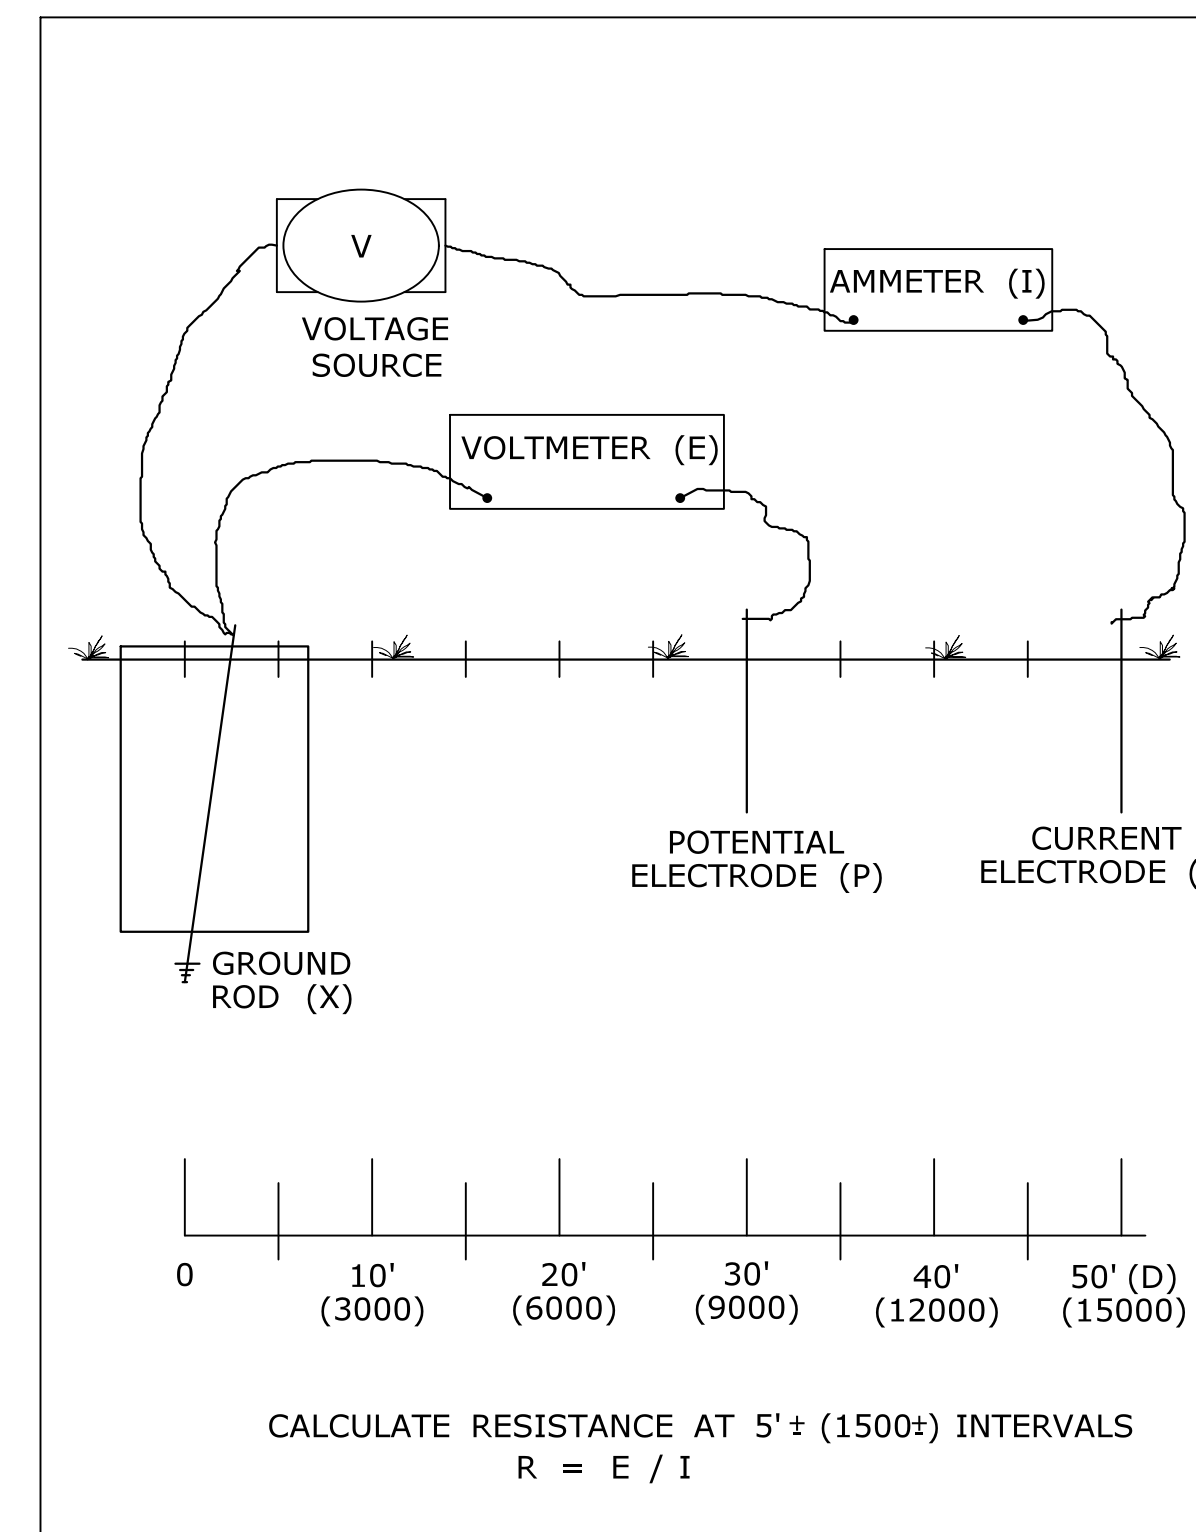 V
VOLTAGE
SOURCE
AMMETER (I)
VOLTMETER (E)
POTENTIAL
ELECTRODE (P)
CURRENT
ELECTRODE (
GROUND
ROD (X)
0 10' 20' 30' 40' 50' (D)
(3000) (6000) (9000) (12000) (15000)
CALCULATE RESISTANCE AT 5'± (1500±) INTERVALS
R = E / I